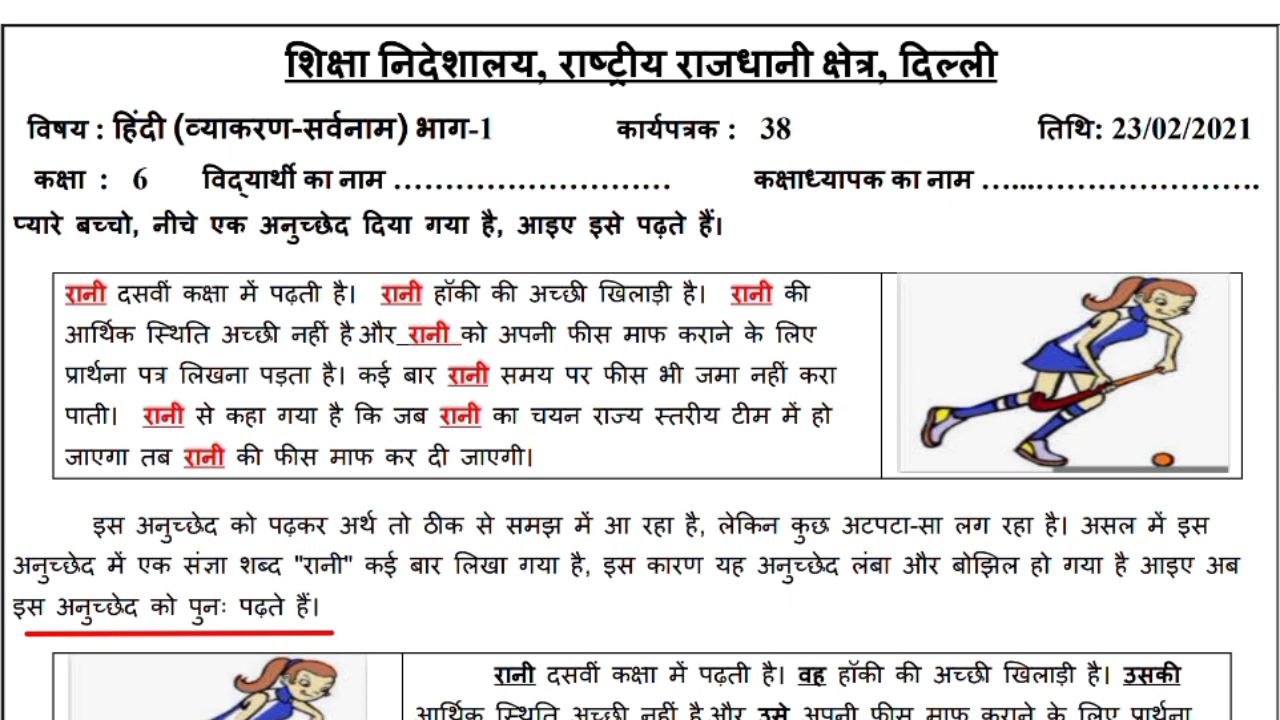 शिक्षा निदेशालय, राष्ट्रीय राजधानी क्षेत्र, दिल्ली
विषय : हिंदी (व्याकरण-सर्वनाम) भाग-1 कार्यपत्रक : 38 तिथि: 23/02/2021
कक्षा : 6 विद्यार्थी का नाम ........................... कक्षाध्यापक का नाम ...........................
प्यारे बच्चो, नीचे एक अनुच्छेद दिया गया है, आइए इसे पढ़ते हैं।
रानी दसवीं कक्षा में पढ़ती है। रानी हॉकी की अच्छी खिलाड़ी है। रानी की
आर्थिक स्थिति अच्छी नहीं है और रानी को अपनी फीस माफ कराने के लिए
प्रार्थना पत्र लिखना पड़ता है। कई बार रानी समय पर फीस भी जमा नहीं करा
पाती। रानी से कहा गया है कि जब रानी का चयन राज्य स्तरीय टीम में हो
जाएगा तब रानी की फीस माफ कर दी जाएगी।
इस अनुच्छेद को पढ़कर अर्थ तो ठीक से समझ में आ रहा है, लेकिन कुछ अटपटा-सा लग रहा है। असल में इस
अनुच्छेद में एक संज्ञा शब्द "रानी" कई बार लिखा गया है, इस कारण यह अनुच्छेद लंबा और बोझिल हो गया है आइए अब
इस अनुच्छेद को पुनः पढ़ते हैं।
रानी दसवीं कक्षा में पढ़ती है। वह हॉकी की अच्छी खिलाड़ी है। उसकी
आर्थिक स्थिति अच्छी नहीं है और उसे अपनी फीस माफ कराने के लिए प्रार्थना